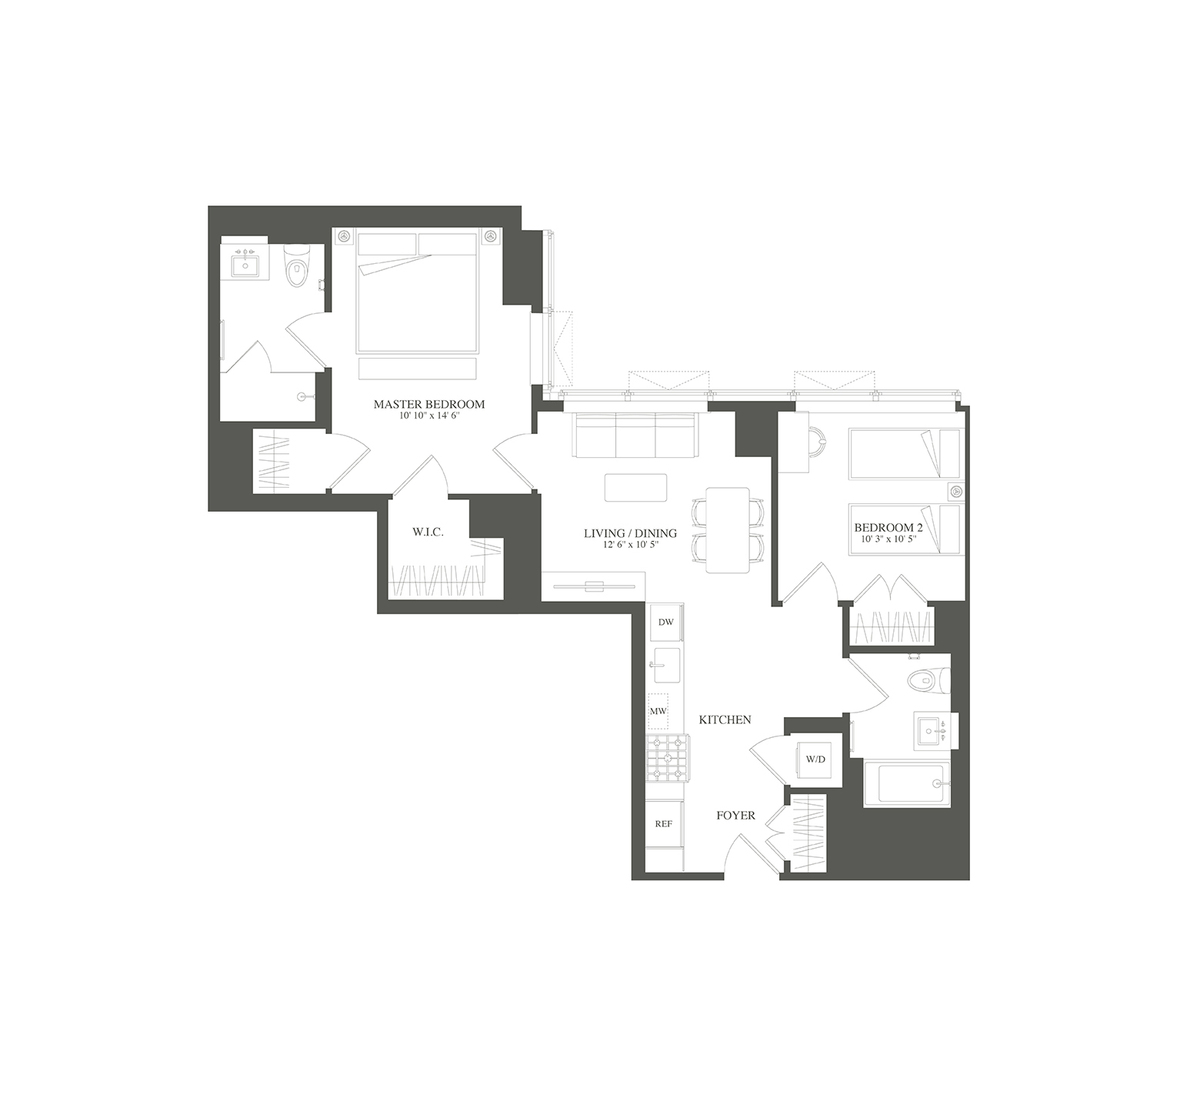 MASTER BEDROOM
10' 10" x 14' 6"
W.I.C.
LIVING / DINING
12' 6" x 10' 5"
BEDROOM 2
10' 3" x 10' 5"
DW
MW
KITCHEN
W/D
FOYER
REF